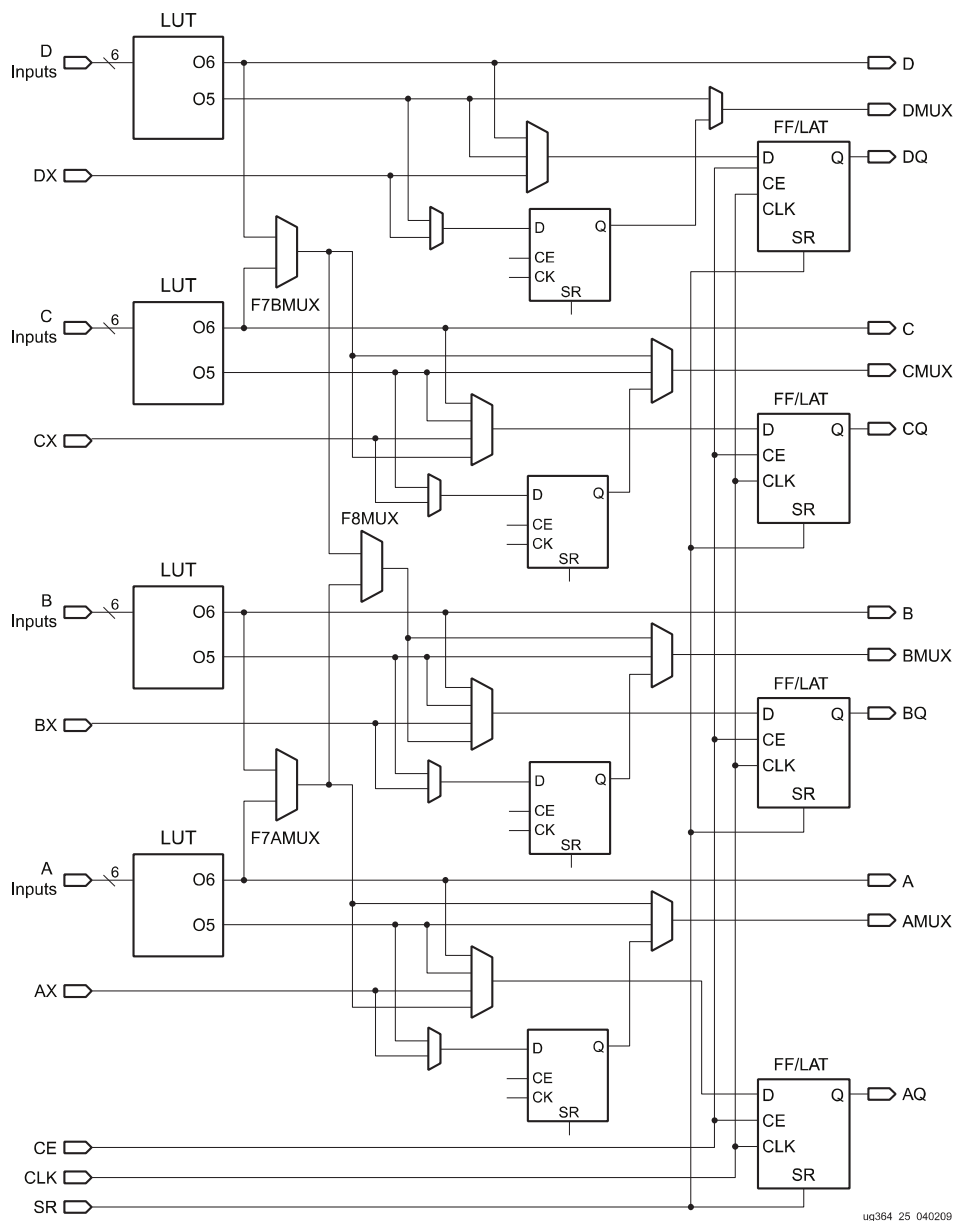 LUT
D
Inputs
6
O6
O5
D
DMUX
FF/LAT
D
Q
CE
CLK
SR
DQ
DX
D
Q
CE
CK
SR
F7BMUX
LUT
C
Inputs
6
O6
O5
C
CMUX
FF/LAT
D
Q
CE
CLK
SR
CQ
CX
D
Q
CE
CK
SR
F8MUX
LUT
B
Inputs
6
O6
O5
B
BMUX
FF/LAT
D
Q
CE
CLK
SR
BQ
BX
D
Q
CE
CK
SR
F7AMUX
LUT
A
Inputs
6
O6
O5
A
AMUX
AX
D
Q
CE
CK
SR
FF/LAT
D
Q
CE
CLK
SR
AQ
CE
CLK
SR
ug364_25_040209